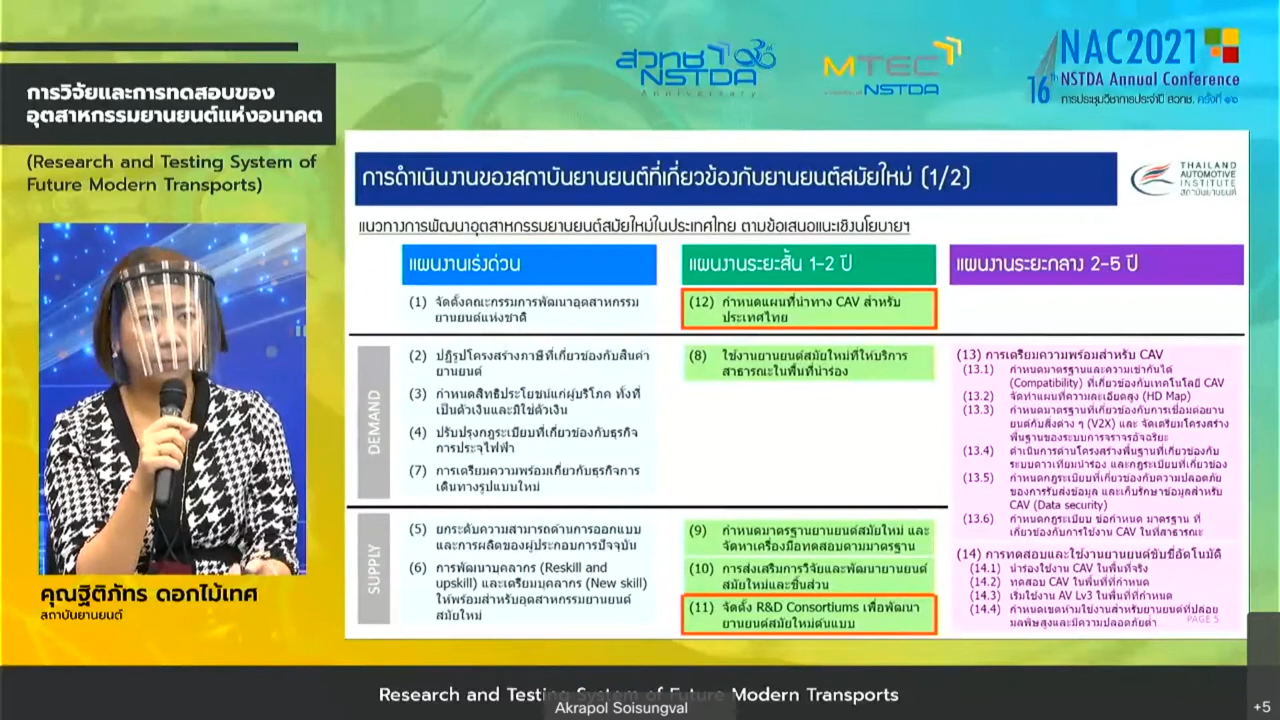 สวทช
NSTDA
Anniversary
MTEC
NSTDA
NAC2021
16th NSTDA Annual Conference
การประชุมวิชาการประจำปี สวทช. ครั้งที่ ๑๖
การวิจัยและการทดสอบของ
อุตสาหกรรมยานยนต์แห่งอนาคต
(Research and Testing System of
Future Modern Transports)
คุณฐิติภัทร ดอกไม้เทศ
สถาบันยานยนต์
การดำเนินงานของสถาบันยานยนต์ที่เกี่ยวข้องกับยานยนต์สมัยใหม่ (1/2)
THAILAND
AUTOMOTIVE
INSTITUTE
สถาบันยานยนต์
แนวทางการพัฒนาอุตสาหกรรมยานยนต์สมัยใหม่ในประเทศไทย ตามข้อเสนอแนะเชิงนโยบายฯ
แผนงานเร่งด่วน
(1) จัดตั้งคณะกรรมการพัฒนาอุตสาหกรรม
ยานยนต์แห่งชาติ
DEMAND
(2) ปฏิรูปโครงสร้างภาษีที่เกี่ยวข้องกับสินค้า
ยานยนต์
(3) กำหนดสิทธิประโยชน์แก่ผู้บริโภค ทั้งที่
เป็นตัวเงินและมิใช่ตัวเงิน
(4) ปรับปรุงกฎระเบียบที่เกี่ยวข้องกับธุรกิจ
การประจุไฟฟ้า
(7) การเตรียมความพร้อมเกี่ยวกับธุรกิจการ
เดินทางรูปแบบใหม่
SUPPLY
(5) ยกระดับความสามารถด้านการออกแบบ
และการผลิตของผู้ประกอบการปัจจุบัน
(6) การพัฒนาบุคลากร (Reskill and
upskill) และเตรียมบุคลากร (New skill)
ให้พร้อมสำหรับอุตสาหกรรมยานยนต์
สมัยใหม่
แผนงานระยะสั้น 1-2 ปี
(12) กำหนดแผนที่นำทาง CAV สำหรับ
ประเทศไทย
(8) ใช้งานยานยนต์สมัยใหม่ที่ให้บริการ
สาธารณะในพื้นที่นำร่อง
(9) กำหนดมาตรฐานยานยนต์สมัยใหม่ และ
จัดหาเครื่องมือทดสอบตามมาตรฐาน
(10) การส่งเสริมการวิจัยและพัฒนายานยนต์
สมัยใหม่และชิ้นส่วน
(11) จัดตั้ง R&D Consortiums เพื่อพัฒนา
ยานยนต์สมัยใหม่ต้นแบบ
แผนงานระยะกลาง 2-5 ปี
(13) การเตรียมความพร้อมสำหรับ CAV
(13.1) กำหนดมาตรฐานและความเข้ากันได้
(Compatibility) ที่เกี่ยวข้องกับเทคโนโลยี CAV
(13.2) จัดทำแผนที่ความละเอียดสูง (HD Map)
(13.3) กำหนดมาตรฐานที่เกี่ยวข้องกับการเชื่อมต่อยาน
ยนต์กับสิ่งต่าง ๆ (V2X) และ จัดเตรียมโครงสร้าง
พื้นฐานของระบบการจราจรอัจฉริยะ
(13.4) ดำเนินการด้านโครงสร้างพื้นฐานที่เกี่ยวข้องกับ
ระบบดาวเทียมนำร่อง และกฎระเบียบที่เกี่ยวข้อง
(13.5) กำหนดกฎระเบียบที่เกี่ยวข้องกับความปลอดภัย
ของการรับส่งข้อมูล และเก็บรักษาข้อมูลสำหรับ
CAV (Data security)
(13.6) กำหนดกฎระเบียบ ข้อกำหนด มาตรฐาน ที่
เกี่ยวข้องกับการใช้งาน CAV ในที่สาธารณะ
(14) การทดสอบและใช้งานยานยนต์ขับขี่อัตโนมัติ
(14.1) นำร่องใช้งาน CAV ในพื้นที่จริง
(14.2) ทดสอบ CAV ในพื้นที่ที่กำหนด
(14.3) เริ่มใช้งาน AV Lv3 ในพื้นที่ที่กำหนด
(14.4) กำหนดเขตห้ามใช้งานสำหรับยานยนต์ที่ปล่อย
มลพิษสูงและมีความปลอดภัยต่ำ
PAGE 5
Research and Testing System of Future Modern Transports
Akrapol Soisungval
+5